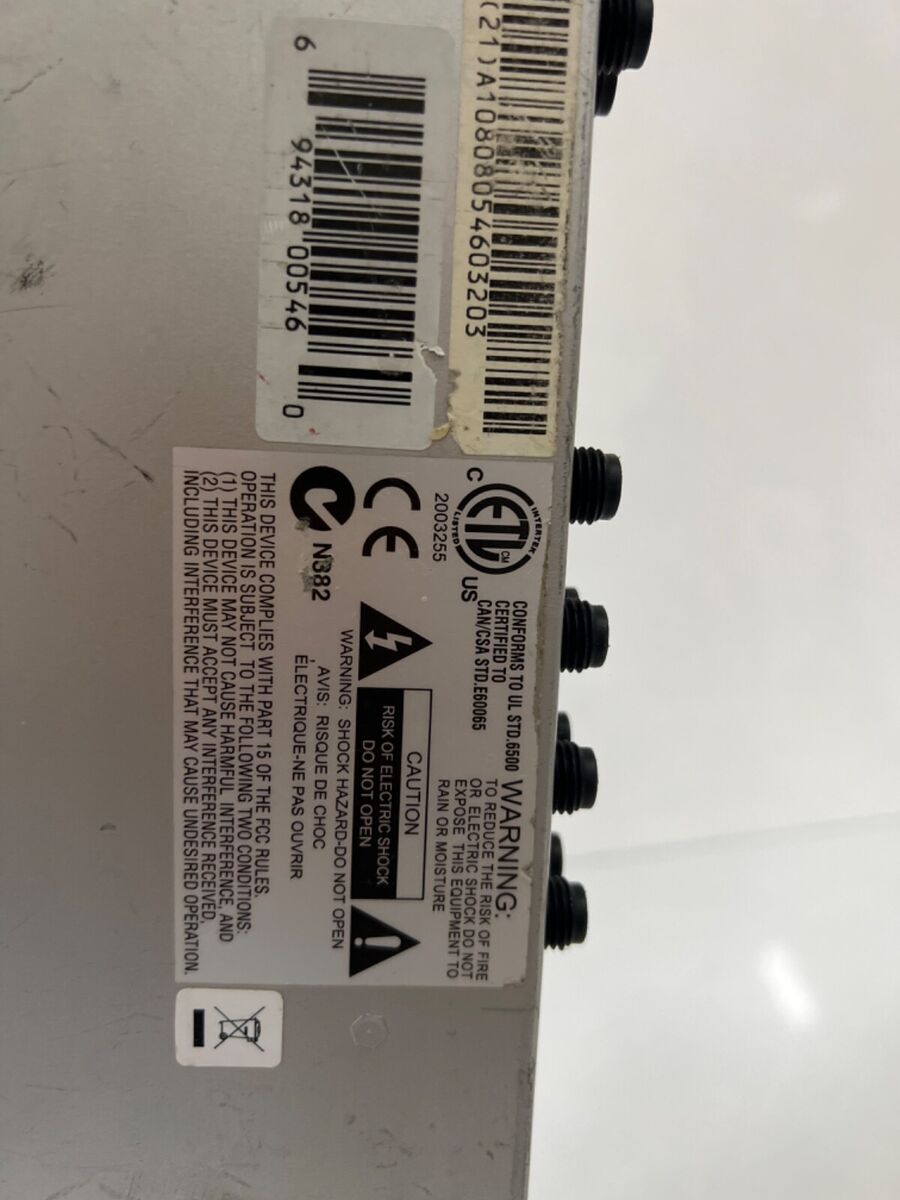 (21)A10808054603203
6 94318 00546 0
C ETL CM US
INTERTEK
LISTED
2003255
CONFORMS TO UL STD.6500
CERTIFIED TO
CAN/CSA STD.E60065
WARNING:
TO REDUCE THE RISK OF FIRE
OR ELECTRIC SHOCK DO NOT
EXPOSE THIS EQUIPMENT TO
RAIN OR MOISTURE
CE
N382
CAUTION
RISK OF ELECTRIC SHOCK
DO NOT OPEN
WARNING: SHOCK HAZARD-DO NOT OPEN
AVIS: RISQUE DE CHOC
ÉLECTRIQUE-NE PAS OUVRIR
THIS DEVICE COMPLIES WITH PART 15 OF THE FCC RULES.
OPERATION IS SUBJECT TO THE FOLLOWING TWO CONDITIONS:
(1) THIS DEVICE MAY NOT CAUSE HARMFUL INTERFERENCE, AND
(2) THIS DEVICE MUST ACCEPT ANY INTERFERENCE RECEIVED,
INCLUDING INTERFERENCE THAT MAY CAUSE UNDESIRED OPERATION.